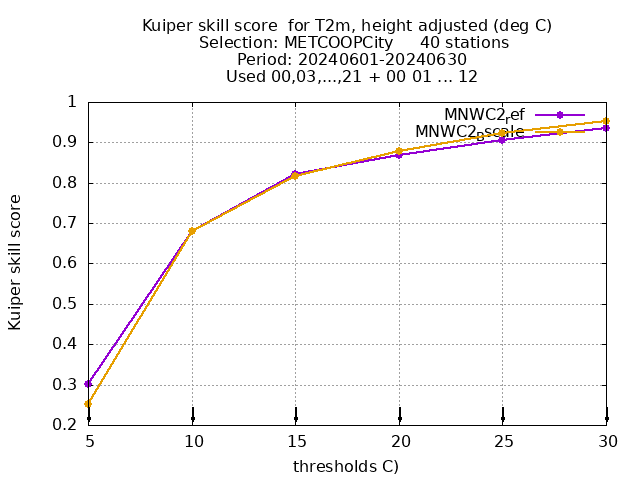 Kuiper skill score  for T2m, height adjusted (deg C)
Selection: METCOOPCity     40 stations
Period: 20240601-20240630
Used 00,03,...,21 + 00 01 ... 12
MNWC2ref
MNWC2pscale
1
0.9
0.8
0.7
0.6
0.5
0.4
0.3
0.2
Kuiper skill score
5
10
15
20
25
30
thresholds C)